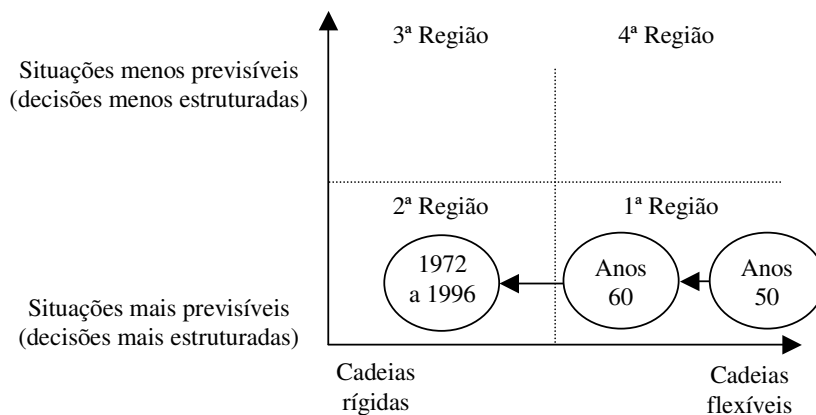 3ª Região
4ª Região
Situações menos previsíveis
(decisões menos estruturadas)
2ª Região
1ª Região
1972
a 1996
Anos
60
Anos
50
Situações mais previsíveis
(decisões mais estruturadas)
Cadeias
rígidas
Cadeias
flexíveis